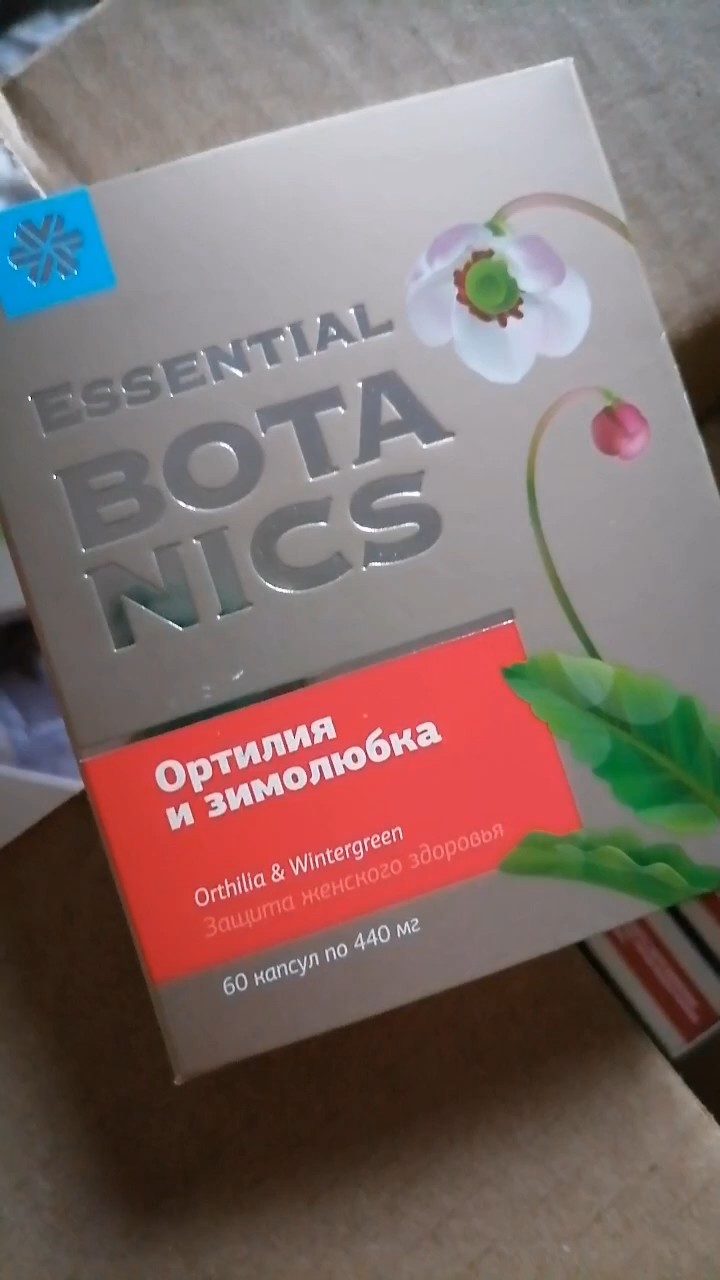 ESSENTIAL
BOTA
NICS
Ортилия
и зимолюбка
Orthilia & Wintergreen
Защита женского здоровья
60 капсул по 440 мг